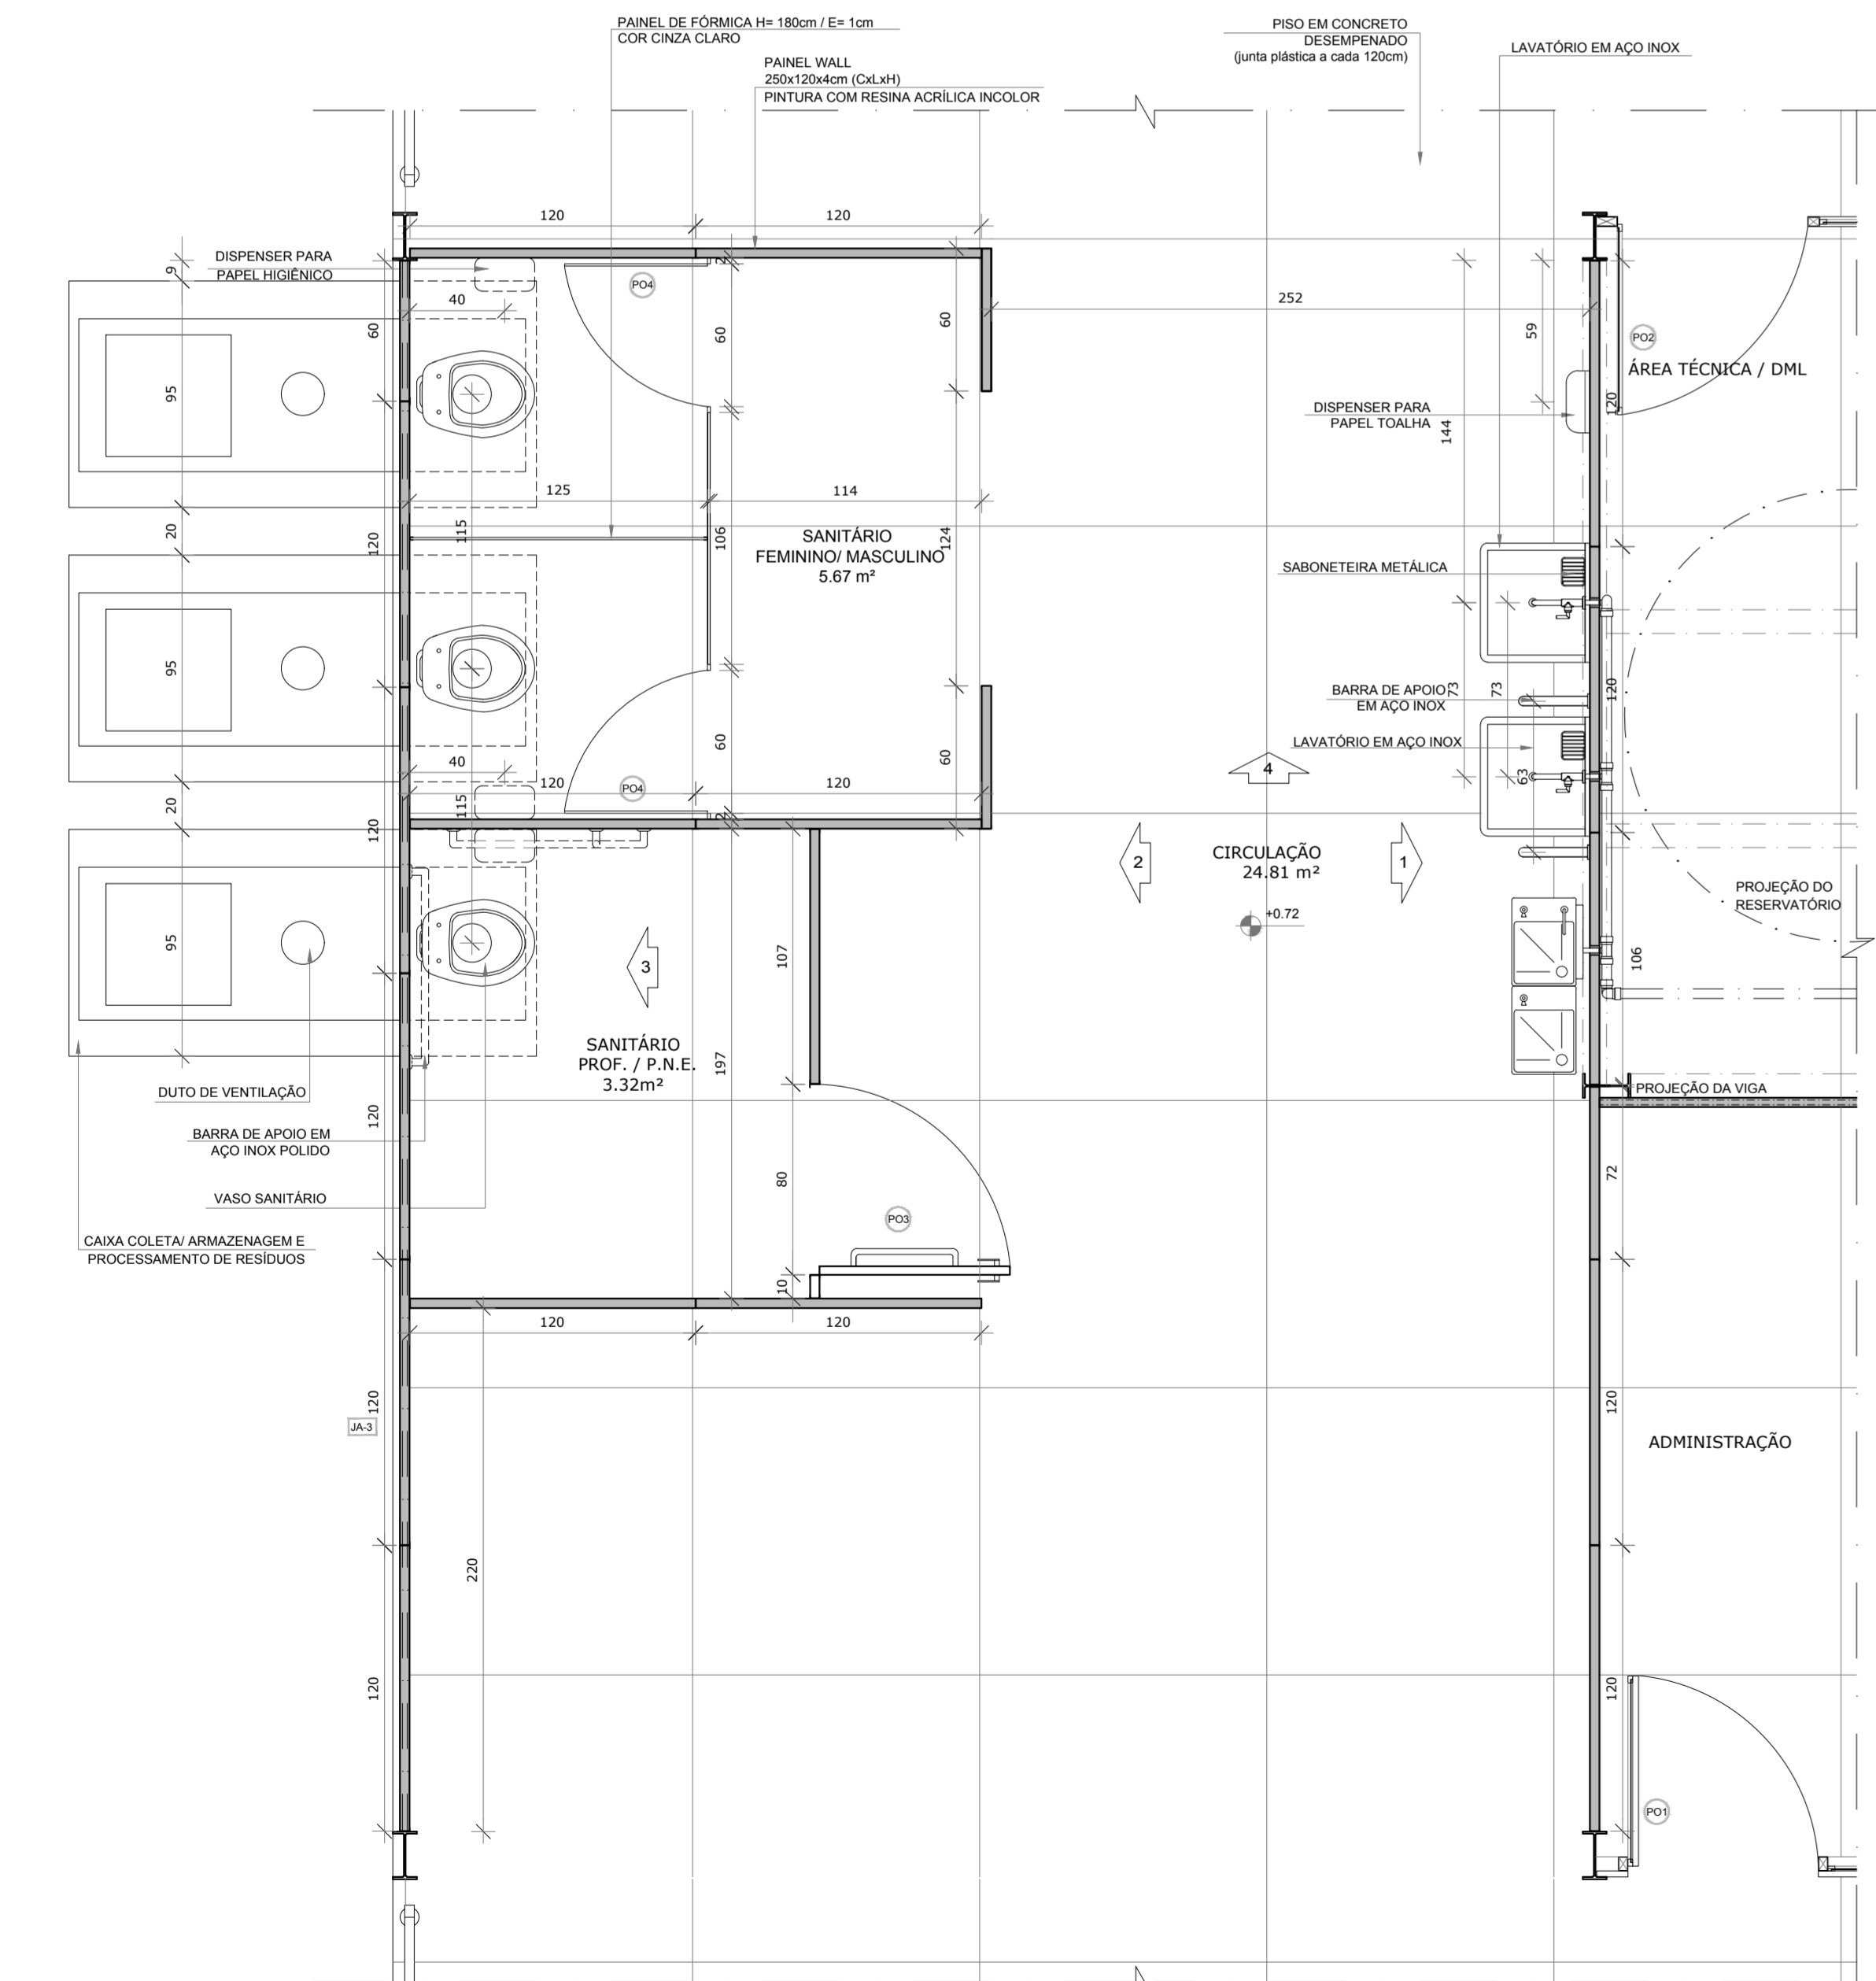 PAINEL DE FÓRMICA H= 180cm / E= 1cm
COR CINZA CLARO
PISO EM CONCRETO
DESEMPENADO
(junta plástica a cada 120cm)
LAVATÓRIO EM AÇO INOX
PAINEL WALL
250x120x4cm (CxLxH)
PINTURA COM RESINA ACRÍLICA INCOLOR
120
120
DISPENSER PARA
PAPEL HIGIÊNICO
9
2
PO4
40
60
60
60
252
59
PO2
ÁREA TÉCNICA / DML
95
DISPENSER PARA
PAPEL TOALHA
144
120
125
114
20
120
115
106
124
SANITÁRIO
FEMININO/ MASCULINO
5.67 m²
SABONETEIRA METÁLICA
95
BARRA DE APOIO
EM AÇO INOX
73
73
120
LAVATÓRIO EM AÇO INOX
63
60
60
4
40
120
PO4
120
20
120
115
2
2
CIRCULAÇÃO
24.81 m²
1
+0.72
PROJEÇÃO DO
RESERVATÓRIO
95
3
107
106
SANITÁRIO
PROF. / P.N.E.
3.32m²
197
DUTO DE VENTILAÇÃO
PROJEÇÃO DA VIGA
120
BARRA DE APOIO EM
AÇO INOX POLIDO
80
72
VASO SANITÁRIO
PO3
CAIXA COLETA/ ARMAZENAGEM E
PROCESSAMENTO DE RESÍDUOS
10
120
120
120
JA-3
120
ADMINISTRAÇÃO
220
120
120
PO1